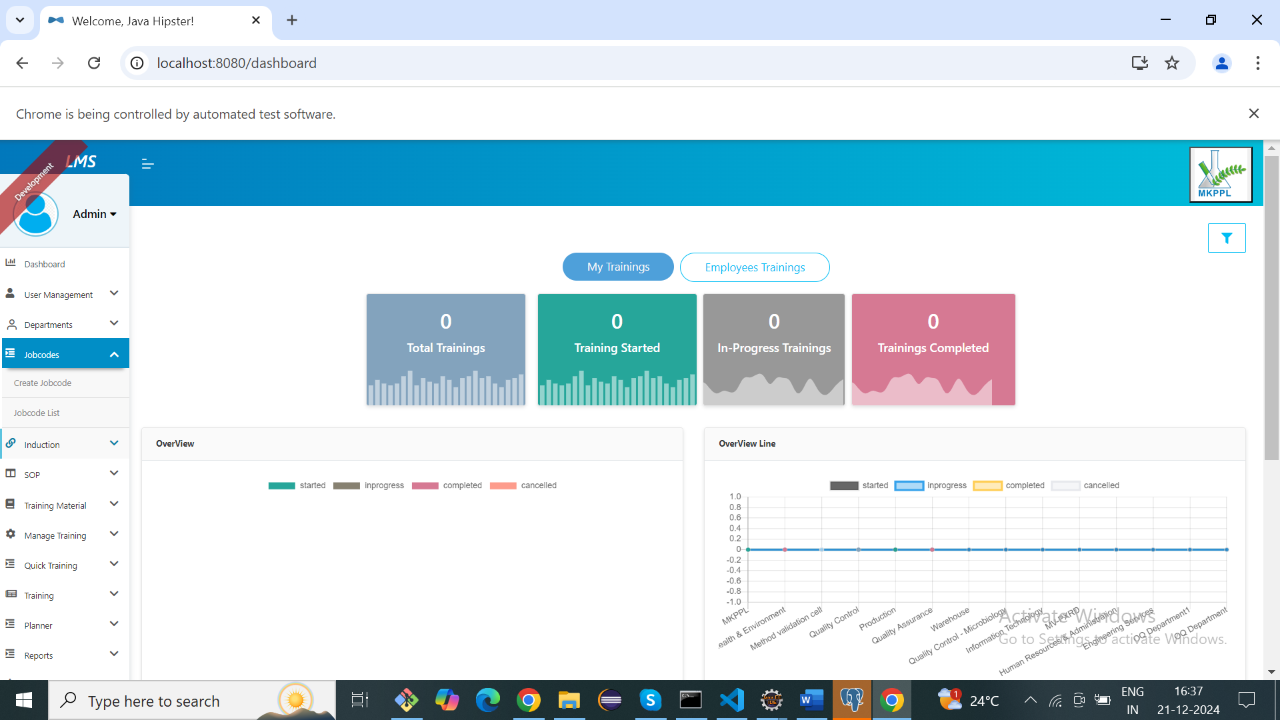 Welcome, Java Hipster!
localhost:8080/dashboard
Chrome is being controlled by automated test software.
Development
LMS
MKPPL
Admin
Dashboard
User Management
Departments
Jobcodes
Create Jobcode
Jobcode List
Induction
SOP
Training Material
Manage Training
Quick Training
Training
Planner
Reports
My Trainings
Employees Trainings
0
Total Trainings
0
Training Started
0
In-Progress Trainings
0
Trainings Completed
OverView
started inprogress completed cancelled
OverView Line
started inprogress completed cancelled
1.0
0.8
0.6
0.4
0.2
0
-0.2
-0.4
-0.6
-0.8
-1.0
MKPPL
alth & Environment
Method validation cell
Quality Control
Production
Quality Assurance
Warehouse
Quality Control - Microbiology
Information Technology
Human Resources & Administration
Engineering Services
DQ Department1
DQ Department
Activate Windows
Go to Settings to activate Windows.
Type here to search
1
24°C
ENG
IN
16:37
21-12-2024